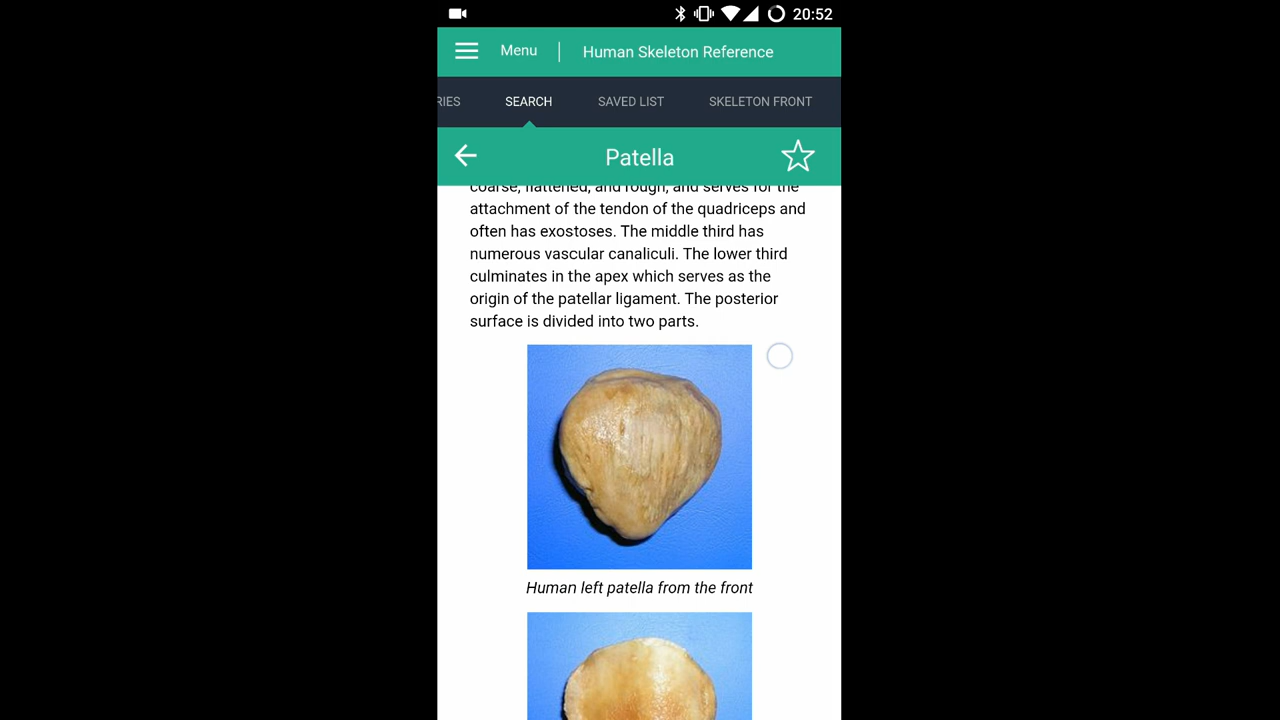 20:52
Menu | Human Skeleton Reference
RIES SEARCH SAVED LIST SKELETON FRONT
Patella
coarse, flattened, and rough, and serves for the
attachment of the tendon of the quadriceps and
often has exostoses. The middle third has
numerous vascular canaliculi. The lower third
culminates in the apex which serves as the
origin of the patellar ligament. The posterior
surface is divided into two parts.
Human left patella from the front